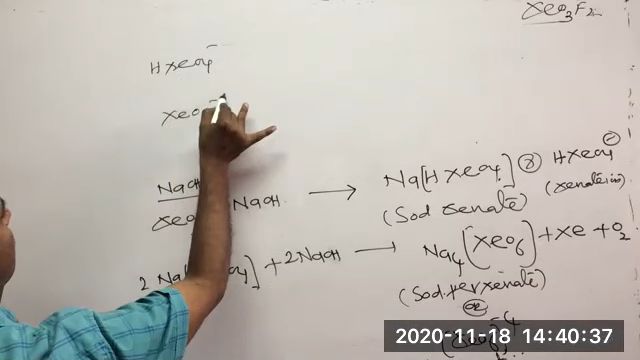 XeO3F2
HXeO4⁻
XeO
NaOH
NaOH ⟶ Na[HXeO4] ⓧ HXeO4⁻
(Sod xenate)
(xenate ion)
2 Na + 2NaOH ⟶ Na4[XeO6] + Xe + O2
(Sod. perxenate)
or
2020-11-18 14:40:37